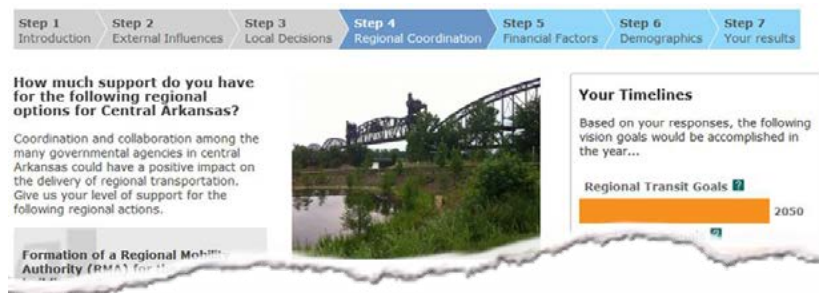 Step 1
Introduction
Step 2
External Influences
Step 3
Local Decisions
Step 4
Regional Coordination
Step 5
Financial Factors
Step 6
Demographics
Step 7
Your results
How much support do you have
for the following regional
options for Central Arkansas?
Coordination and collaboration among the
many governmental agencies in central
Arkansas could have a positive impact on
the delivery of regional transportation.
Give us your level of support for the
following regional actions.
Formation of a Regional Mobility
Authority (RMA) for
Your Timelines
Based on your responses, the following
vision goals would be accomplished in
the year...
Regional Transit Goals ?
2050
?